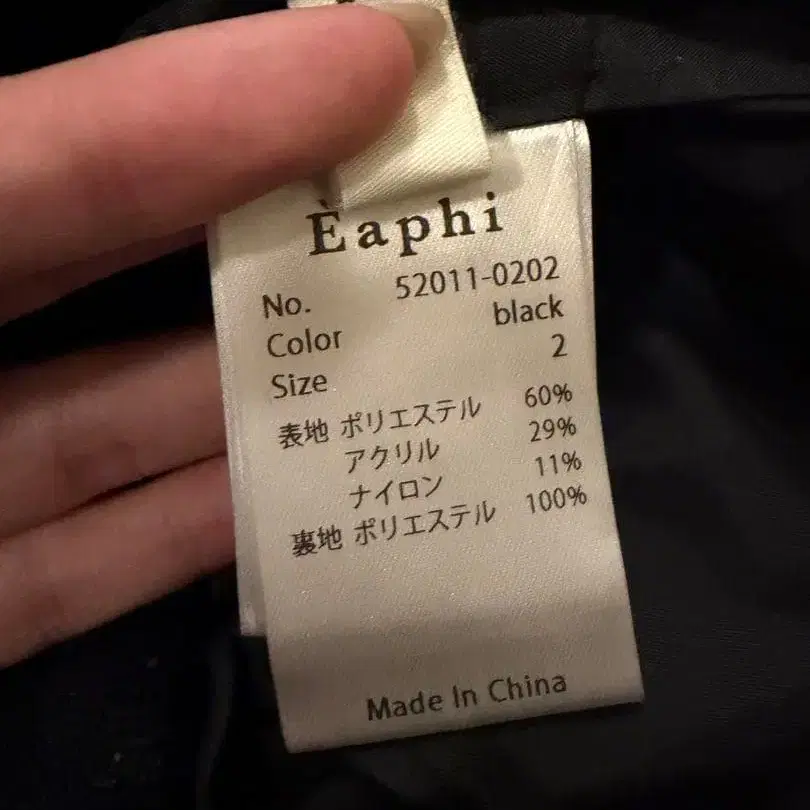 Èaphi
No. 52011-0202
Color black
Size 2
表地 ポリエステル 60%
アクリル 29%
ナイロン 11%
裏地 ポリエステル 100%
Made In China